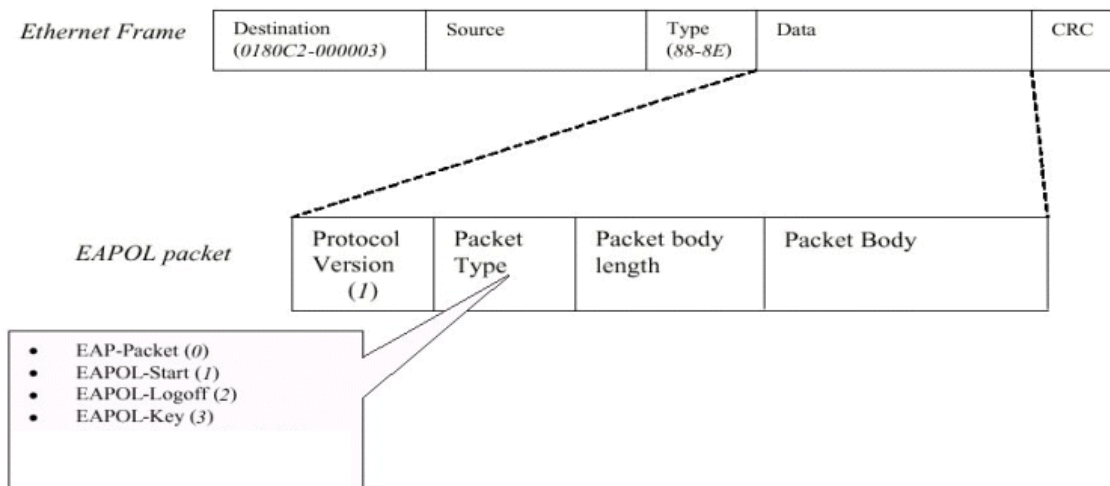 Ethernet Frame
Destination
(0180C2-000003)
Source
Type
(88-8E)
Data
CRC
EAPOL packet
Protocol
Version
(1)
Packet
Type
Packet body
length
Packet Body
• EAP-Packet (0)
• EAPOL-Start (1)
• EAPOL-Logoff (2)
• EAPOL-Key (3)